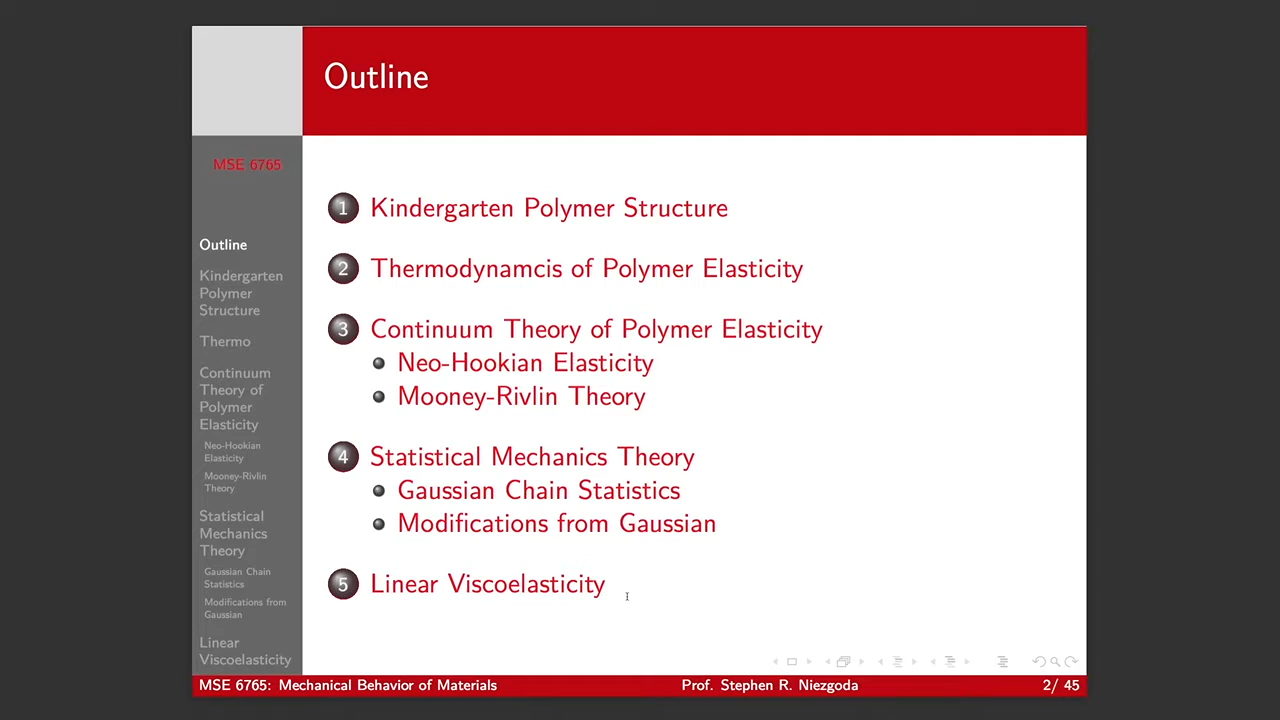 Outline
MSE 6765
Outline
Kindergarten
Polymer
Structure
Thermo
Continuum
Theory of
Polymer
Elasticity
Neo-Hookian
Elasticity
Mooney-Rivlin
Theory
Statistical
Mechanics
Theory
Gaussian Chain
Statistics
Modifications from
Gaussian
Linear
Viscoelasticity
1 Kindergarten Polymer Structure
2 Thermodynamcis of Polymer Elasticity
3 Continuum Theory of Polymer Elasticity
Neo-Hookian Elasticity
Mooney-Rivlin Theory
4 Statistical Mechanics Theory
Gaussian Chain Statistics
Modifications from Gaussian
5 Linear Viscoelasticity
MSE 6765: Mechanical Behavior of Materials Prof. Stephen R. Niezgoda 2/ 45